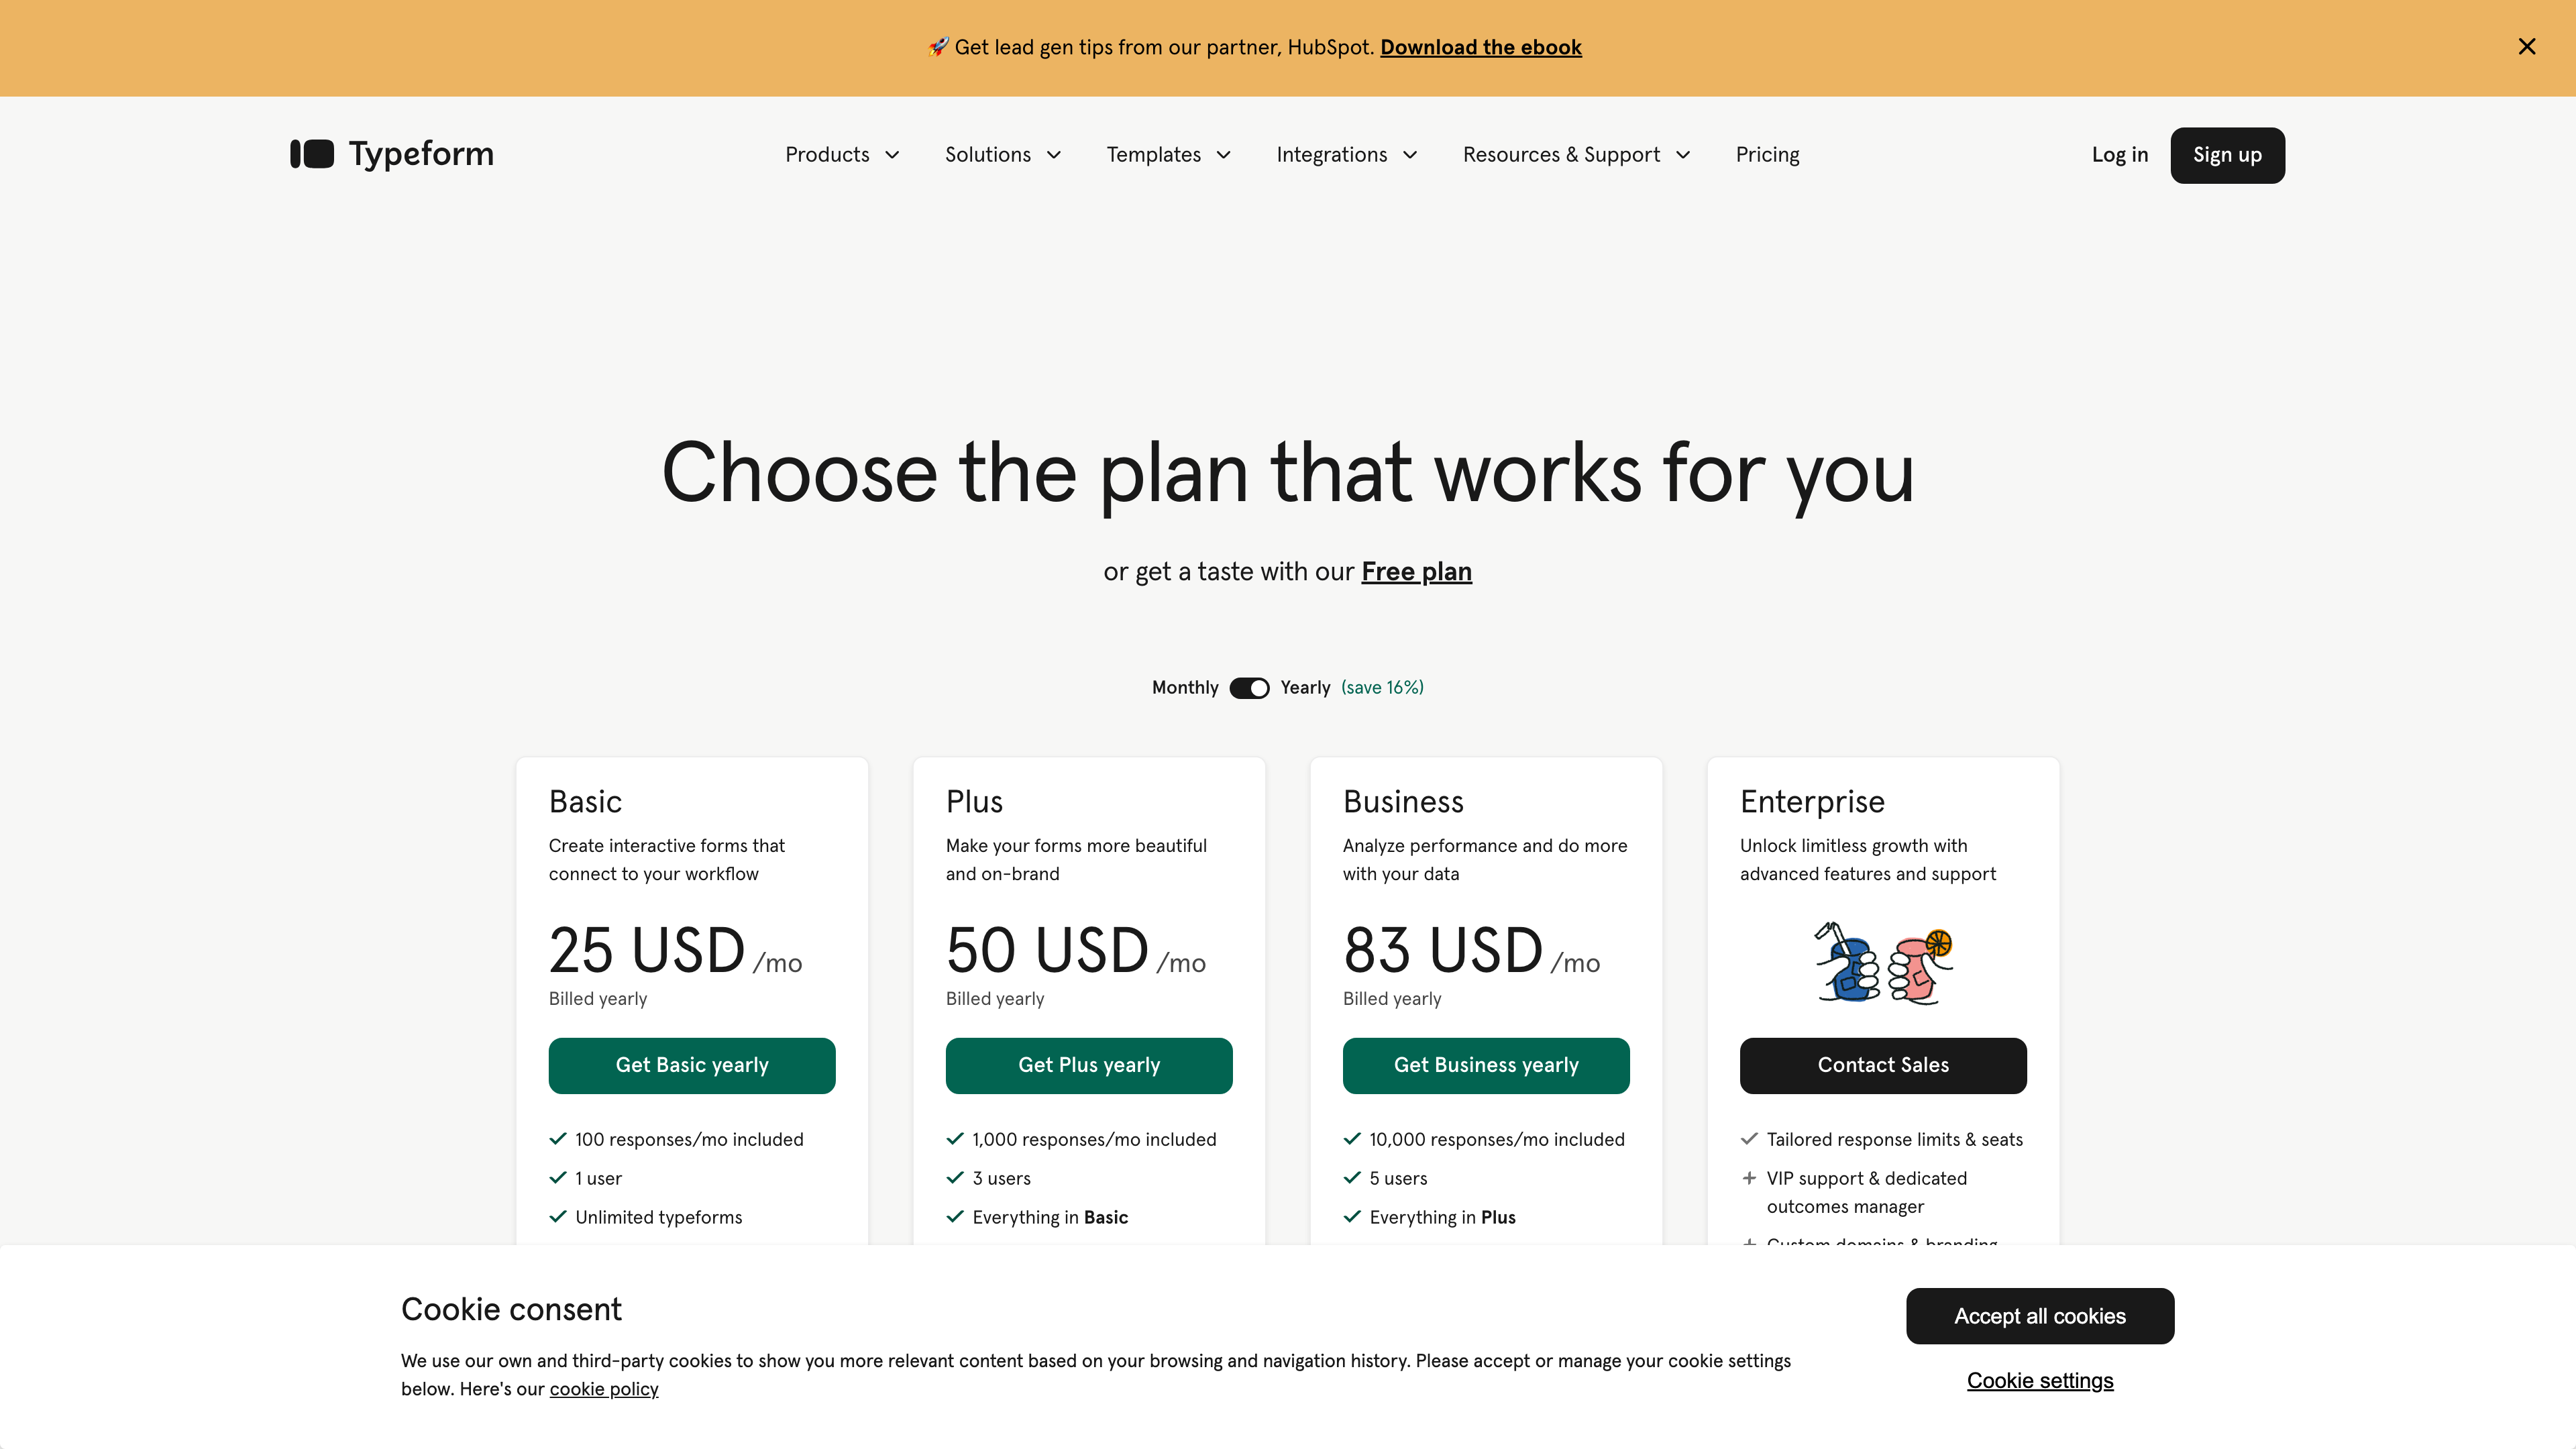 🚀 Get lead gen tips from our partner, HubSpot. Download the ebook
Typeform
Products
Solutions
Templates
Integrations
Resources & Support
Pricing
Log in
Sign up
Choose the plan that works for you
or get a taste with our Free plan
Monthly
Yearly (save 16%)
Basic
Create interactive forms that
connect to your workflow
25 USD /mo
Billed yearly
Get Basic yearly
100 responses/mo included
1 user
Unlimited typeforms
Plus
Make your forms more beautiful
and on-brand
50 USD /mo
Billed yearly
Get Plus yearly
1,000 responses/mo included
3 users
Everything in Basic
Business
Analyze performance and do more
with your data
83 USD /mo
Billed yearly
Get Business yearly
10,000 responses/mo included
5 users
Everything in Plus
Enterprise
Unlock limitless growth with
advanced features and support
Contact Sales
Tailored response limits & seats
VIP support & dedicated
outcomes manager
Custom domains & branding
Cookie consent
We use our own and third-party cookies to show you more relevant content based on your browsing and navigation history. Please accept or manage your cookie settings
below. Here's our cookie policy
Accept all cookies
Cookie settings